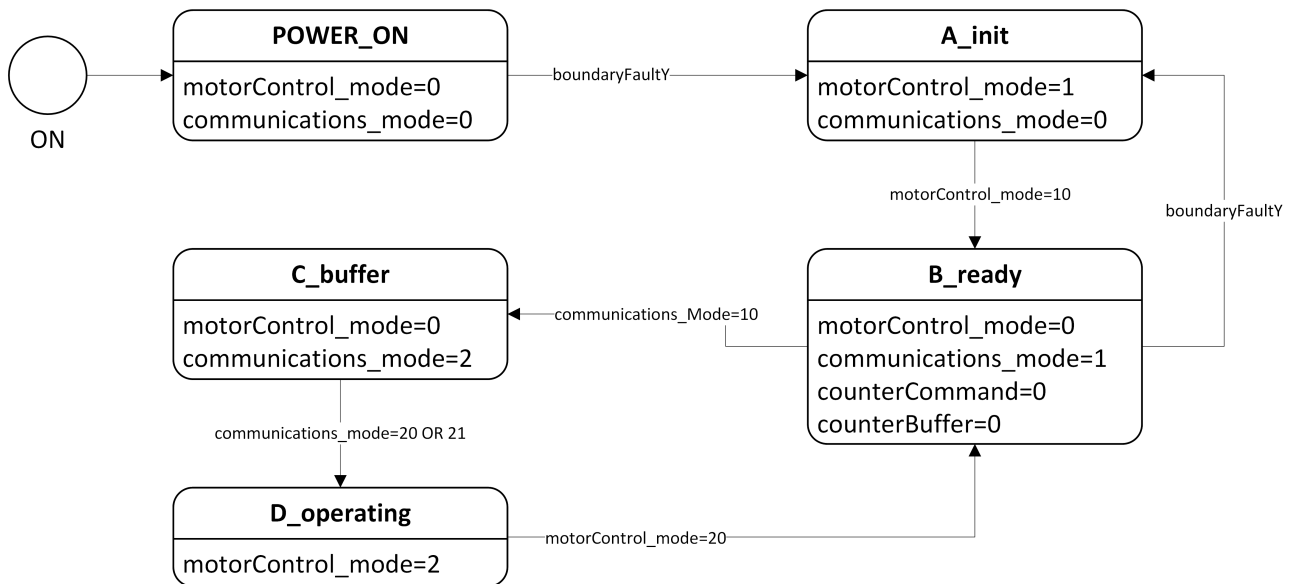 POWER_ON
motorControl_mode=0
communications_mode=0
ON
boundaryFaultY
A_init
motorControl_mode=1
communications_mode=0
motorControl_mode=10
boundaryFaultY
C_buffer
motorControl_mode=0
communications_mode=2
communications_Mode=10
B_ready
motorControl_mode=0
communications_mode=1
counterCommand=0
counterBuffer=0
communications_mode=20 OR 21
D_operating
motorControl_mode=2
motorControl_mode=20